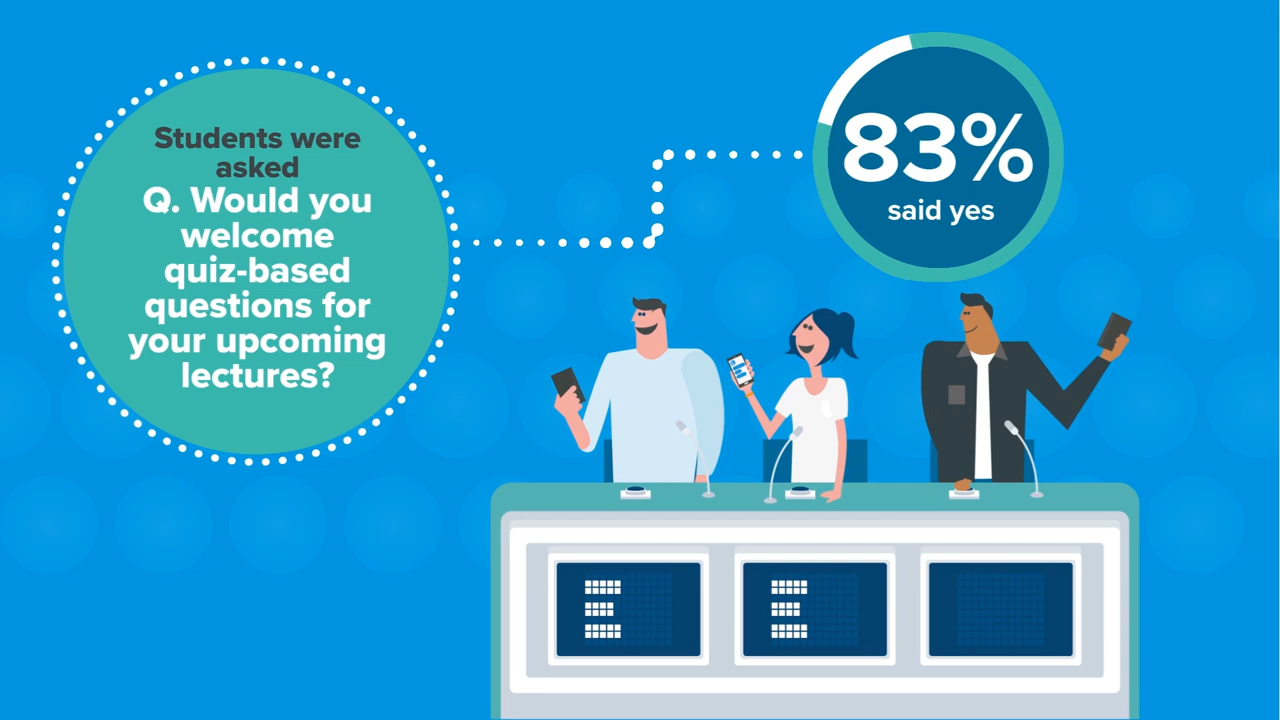 Students were
asked
Q. Would you
welcome
quiz-based
questions for
your upcoming
lectures?
83%
said yes